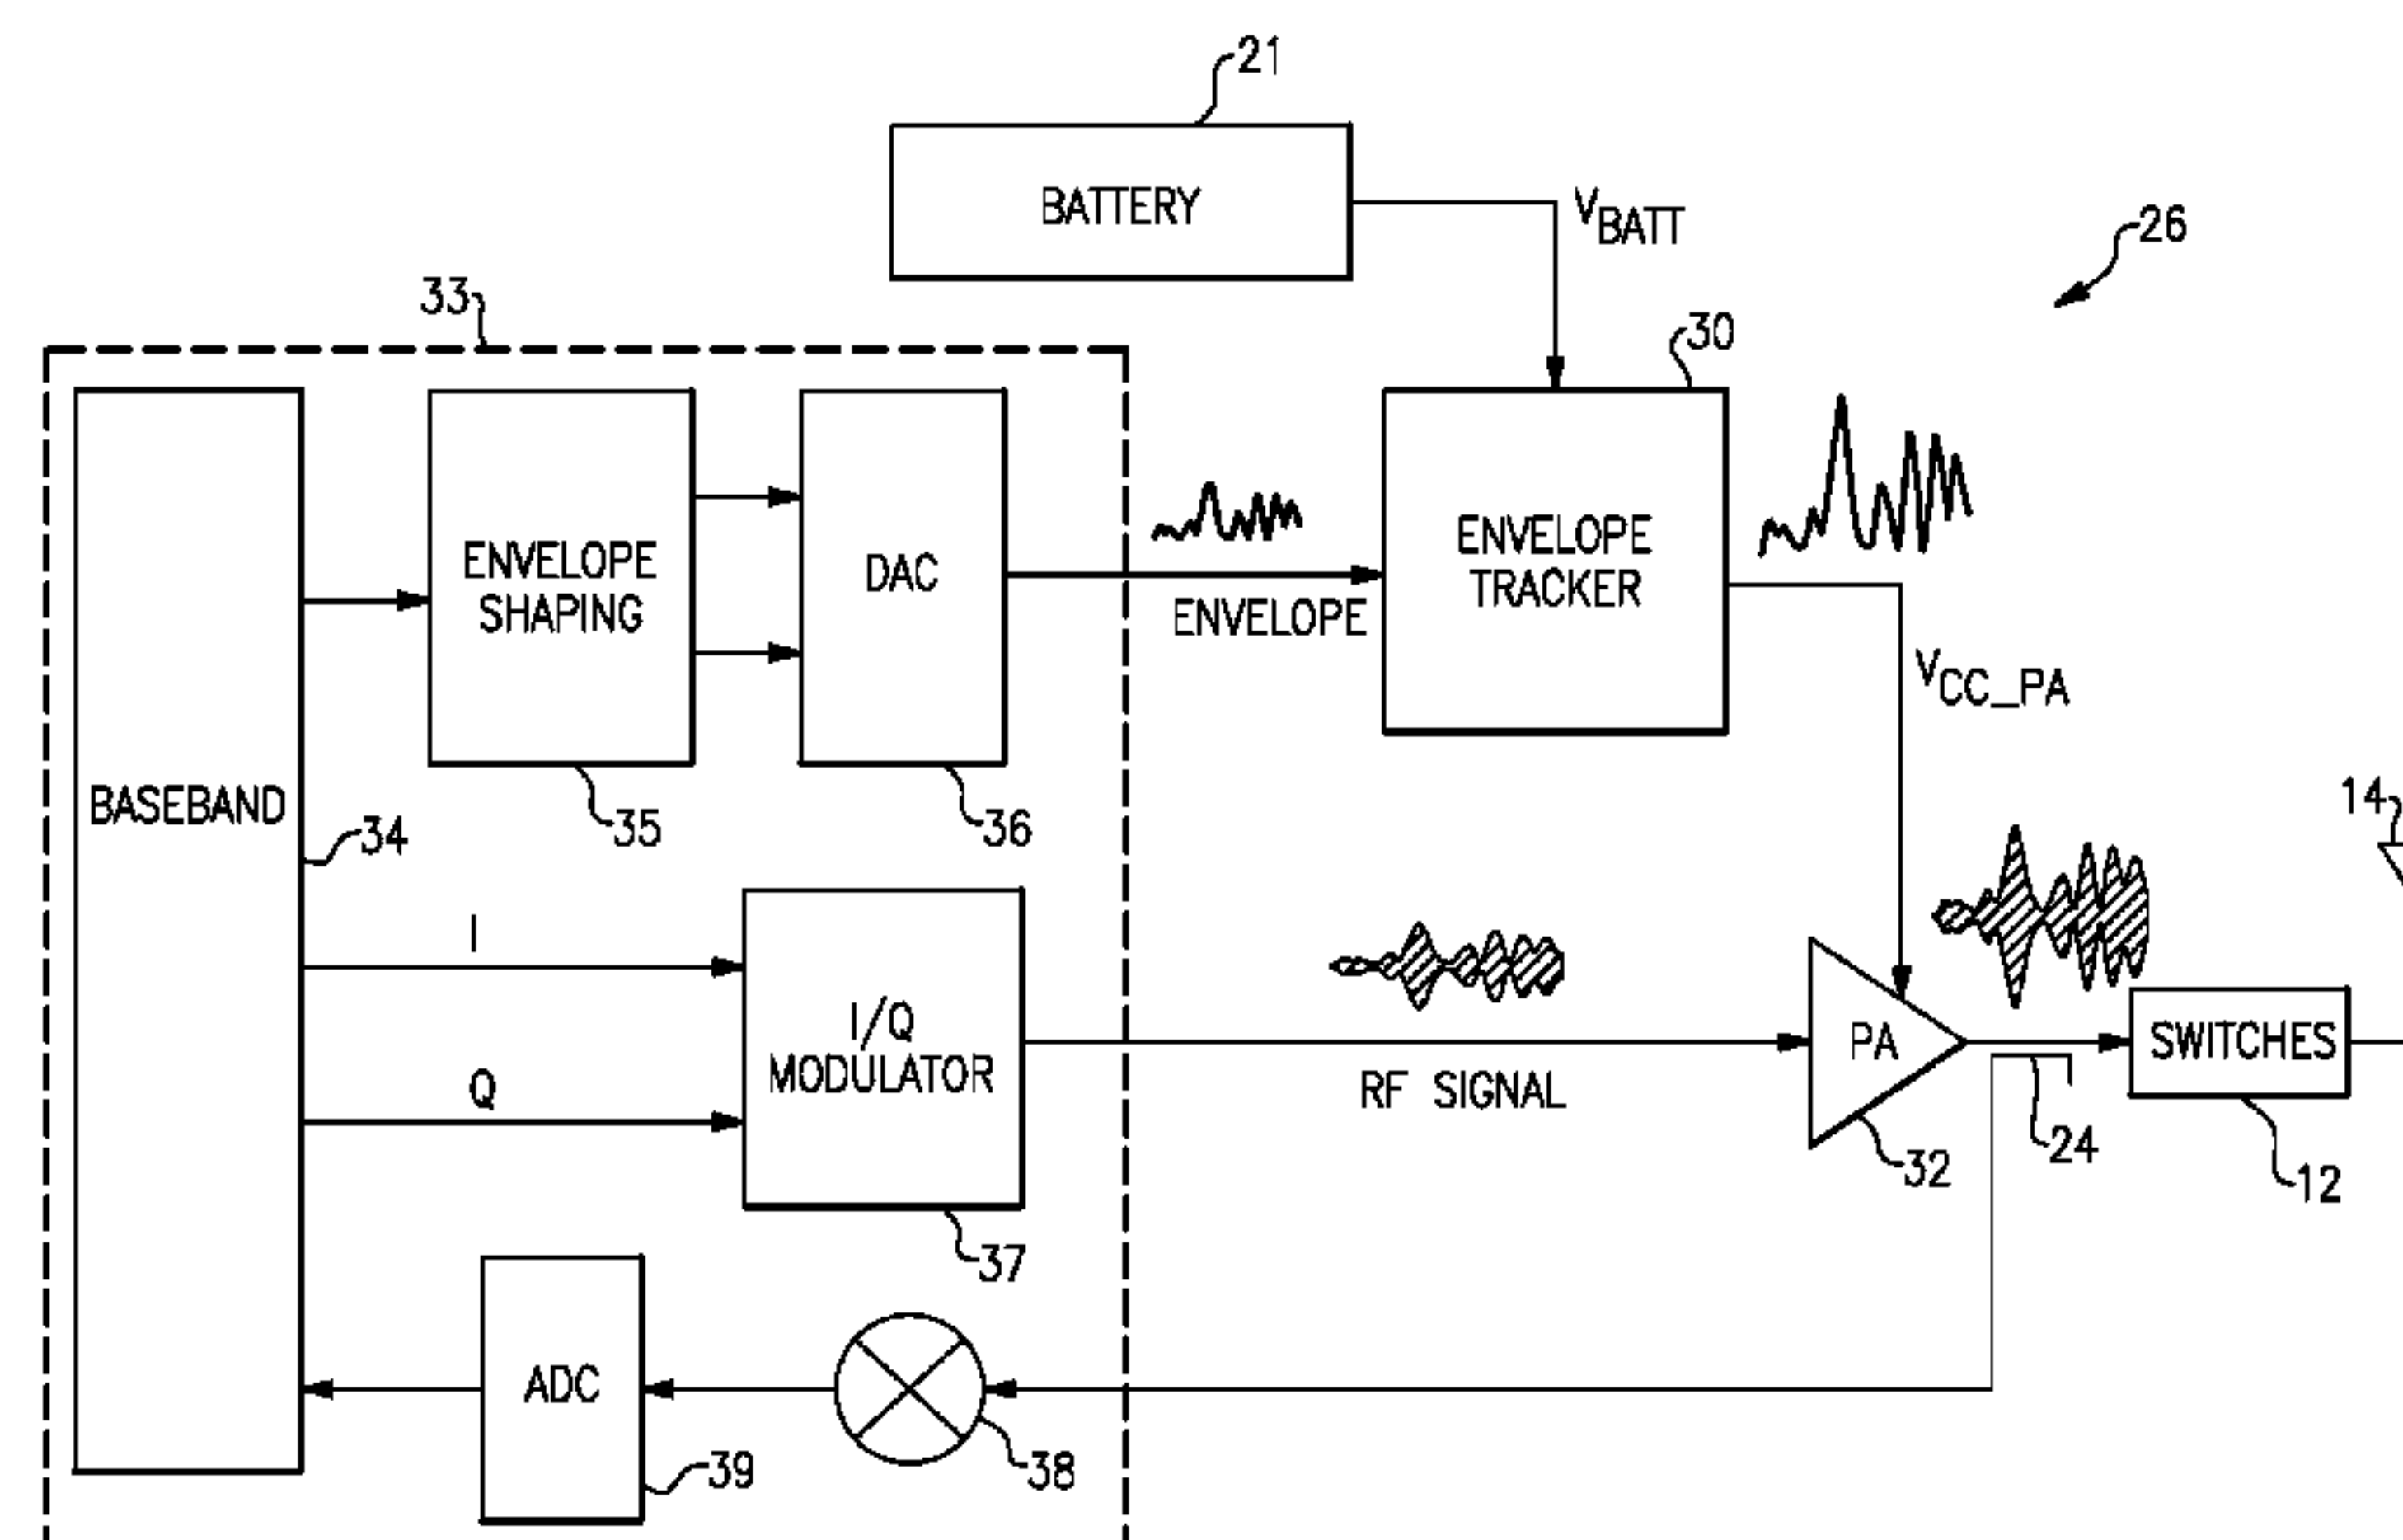 21
BATTERY
VBATT
26
33
30
ENVELOPE
SHAPING
DAC
ENVELOPE
ENVELOPE
TRACKER
VCC_PA
BASEBAND
34
35
36
14
I
I/Q
MODULATOR
Q
RF SIGNAL
PA
SWITCHES
32
24
12
37
ADC
39
38